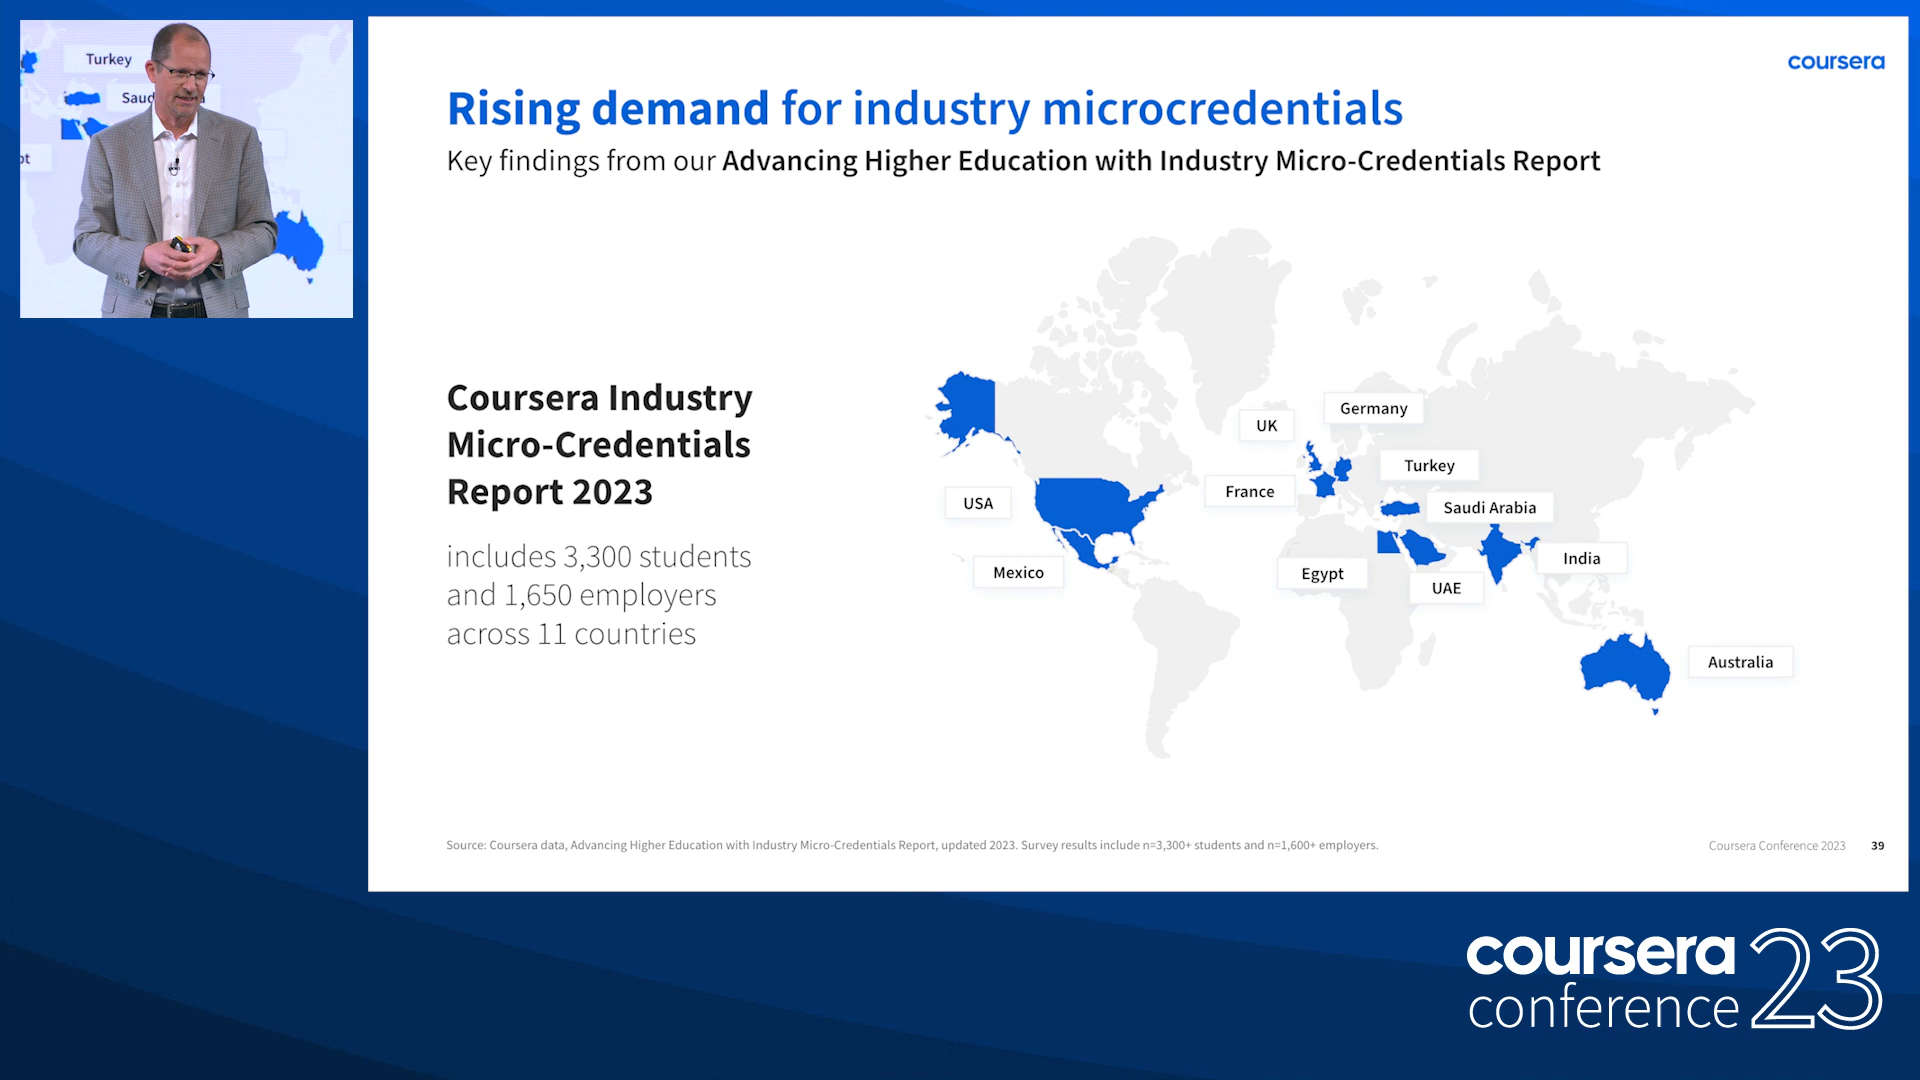 Turkey
coursera
Rising demand for industry microcredentials
Key findings from our Advancing Higher Education with Industry Micro-Credentials Report
Coursera Industry
Micro-Credentials
Report 2023
includes 3,300 students
and 1,650 employers
across 11 countries
Germany
UK
Turkey
France
USA
Saudi Arabia
India
Mexico
Egypt
UAE
Australia
Source: Coursera data, Advancing Higher Education with Industry Micro-Credentials Report, updated 2023. Survey results include n=3,300+ students and n=1,600+ employers.
Coursera Conference 2023 39
coursera
conference 23